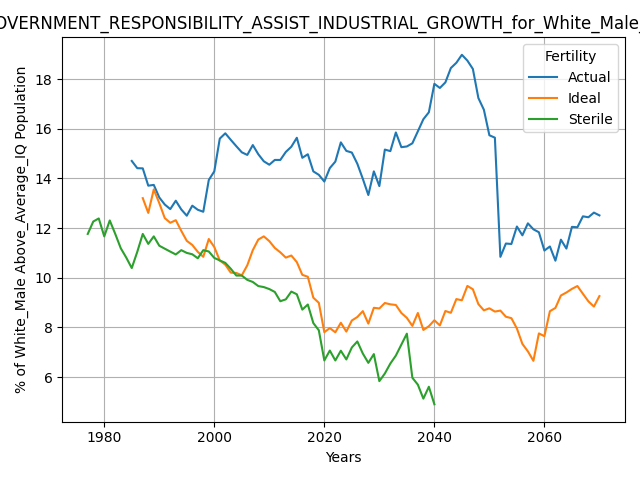 OVERNMENT_RESPONSIBILITY_ASSIST_INDUSTRIAL_GROWTH_for_White_Male_
% of White_Male Above_Average_IQ Population
18
16
14
12
10
8
6
Fertility
Actual
Ideal
Sterile
1980 2000 2020 2040 2060
Years